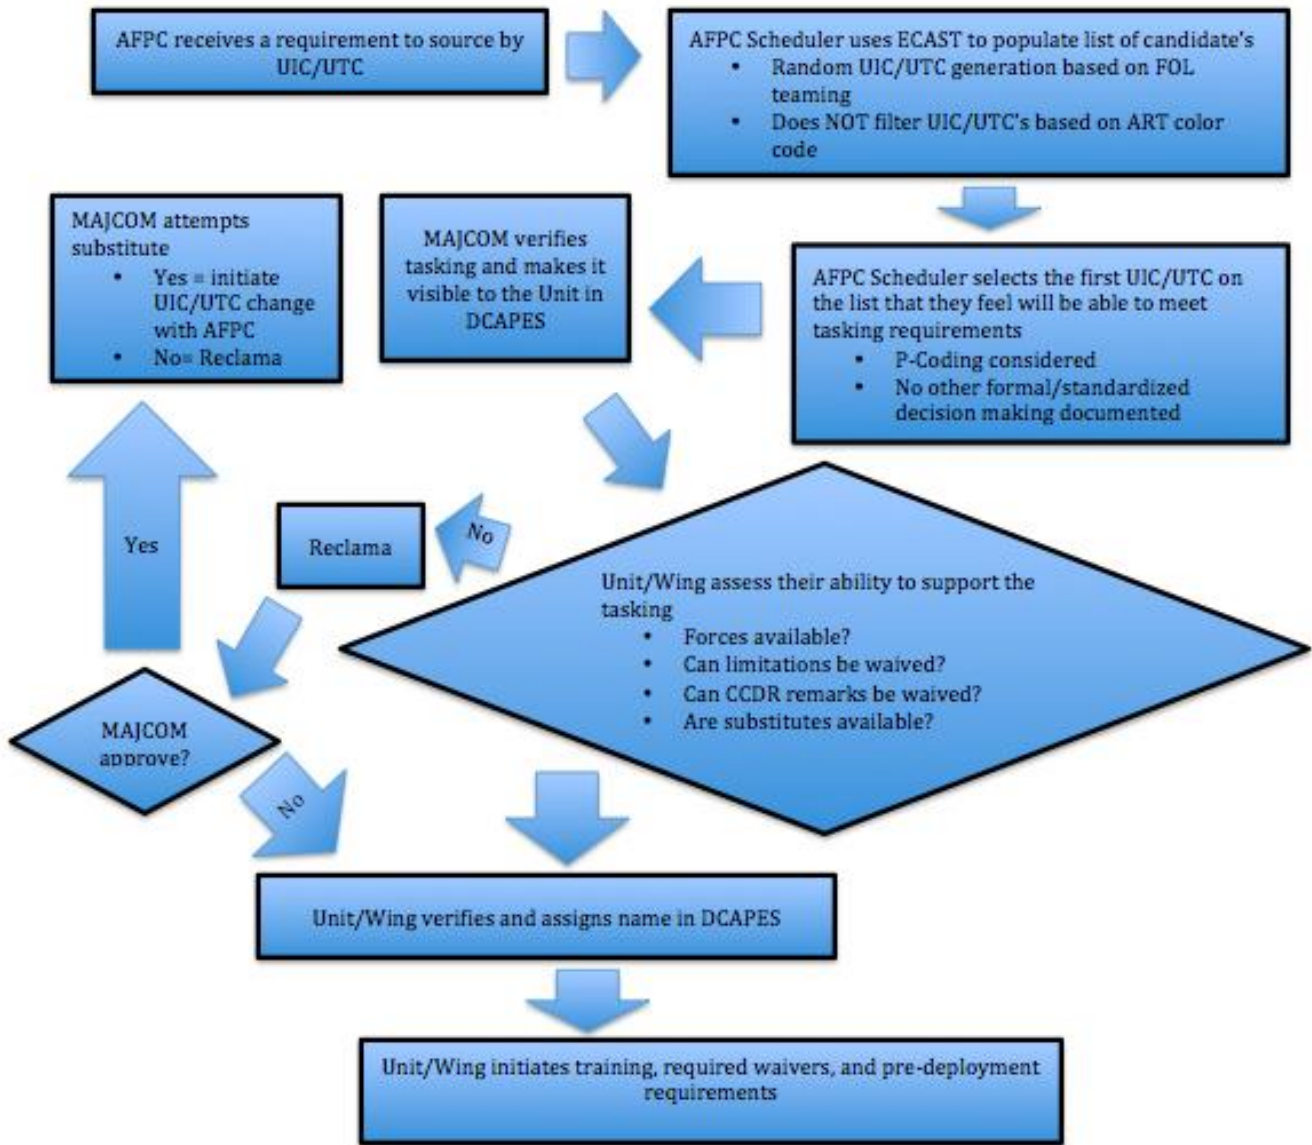 AFPC receives a requirement to source by
UIC/UTC
AFPC Scheduler uses ECAST to populate list of candidate's
• Random UIC/UTC generation based on FOL
teaming
• Does NOT filter UIC/UTC's based on ART color
code
AFPC Scheduler selects the first UIC/UTC on
the list that they feel will be able to meet
tasking requirements
• P-Coding considered
• No other formal/standardized
decision making documented
MAJCOM verifies
tasking and makes it
visible to the Unit in
DCAPES
MAJCOM attempts
substitute
• Yes = initiate
UIC/UTC change
with AFPC
• No= Reclama
Unit/Wing assess their ability to support the
tasking
• Forces available?
• Can limitations be waived?
• Can CCDR remarks be waived?
• Are substitutes available?
No
Reclama
Yes
MAJCOM
approve?
No
Unit/Wing verifies and assigns name in DCAPES
Unit/Wing initiates training, required waivers, and pre-deployment
requirements